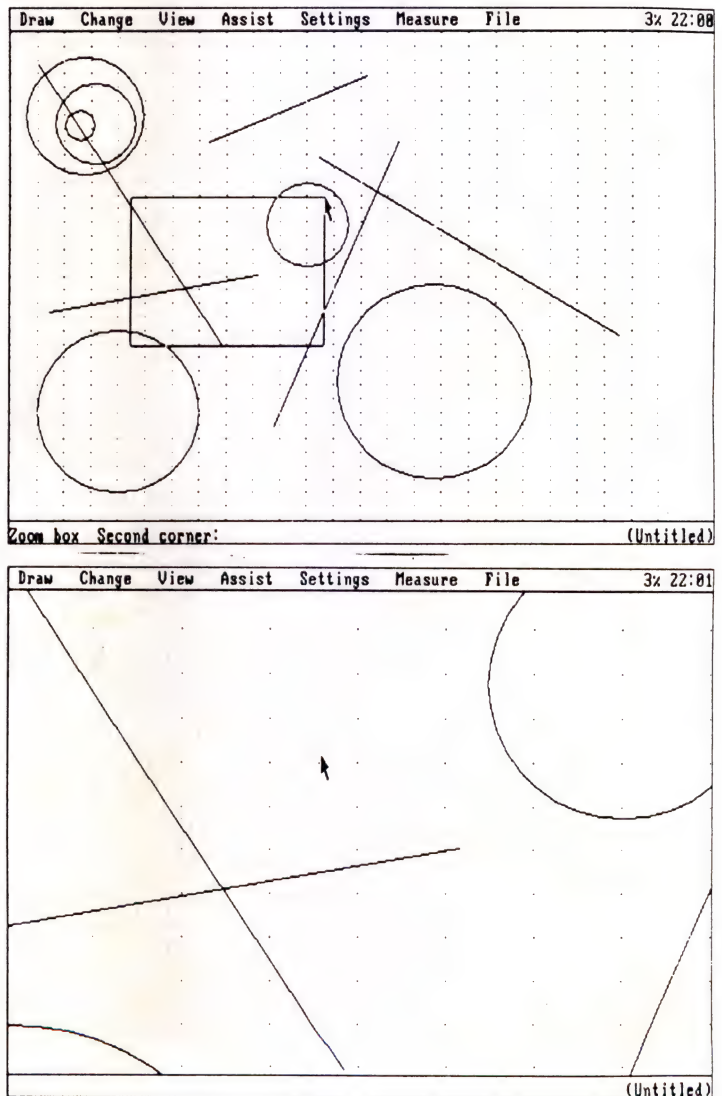 Draw Change View Assist Settings Measure File 3% 22:08
Zoom box Second corner: (Untitled)
Draw Change View Assist Settings Measure File 3% 22:01
(Untitled)